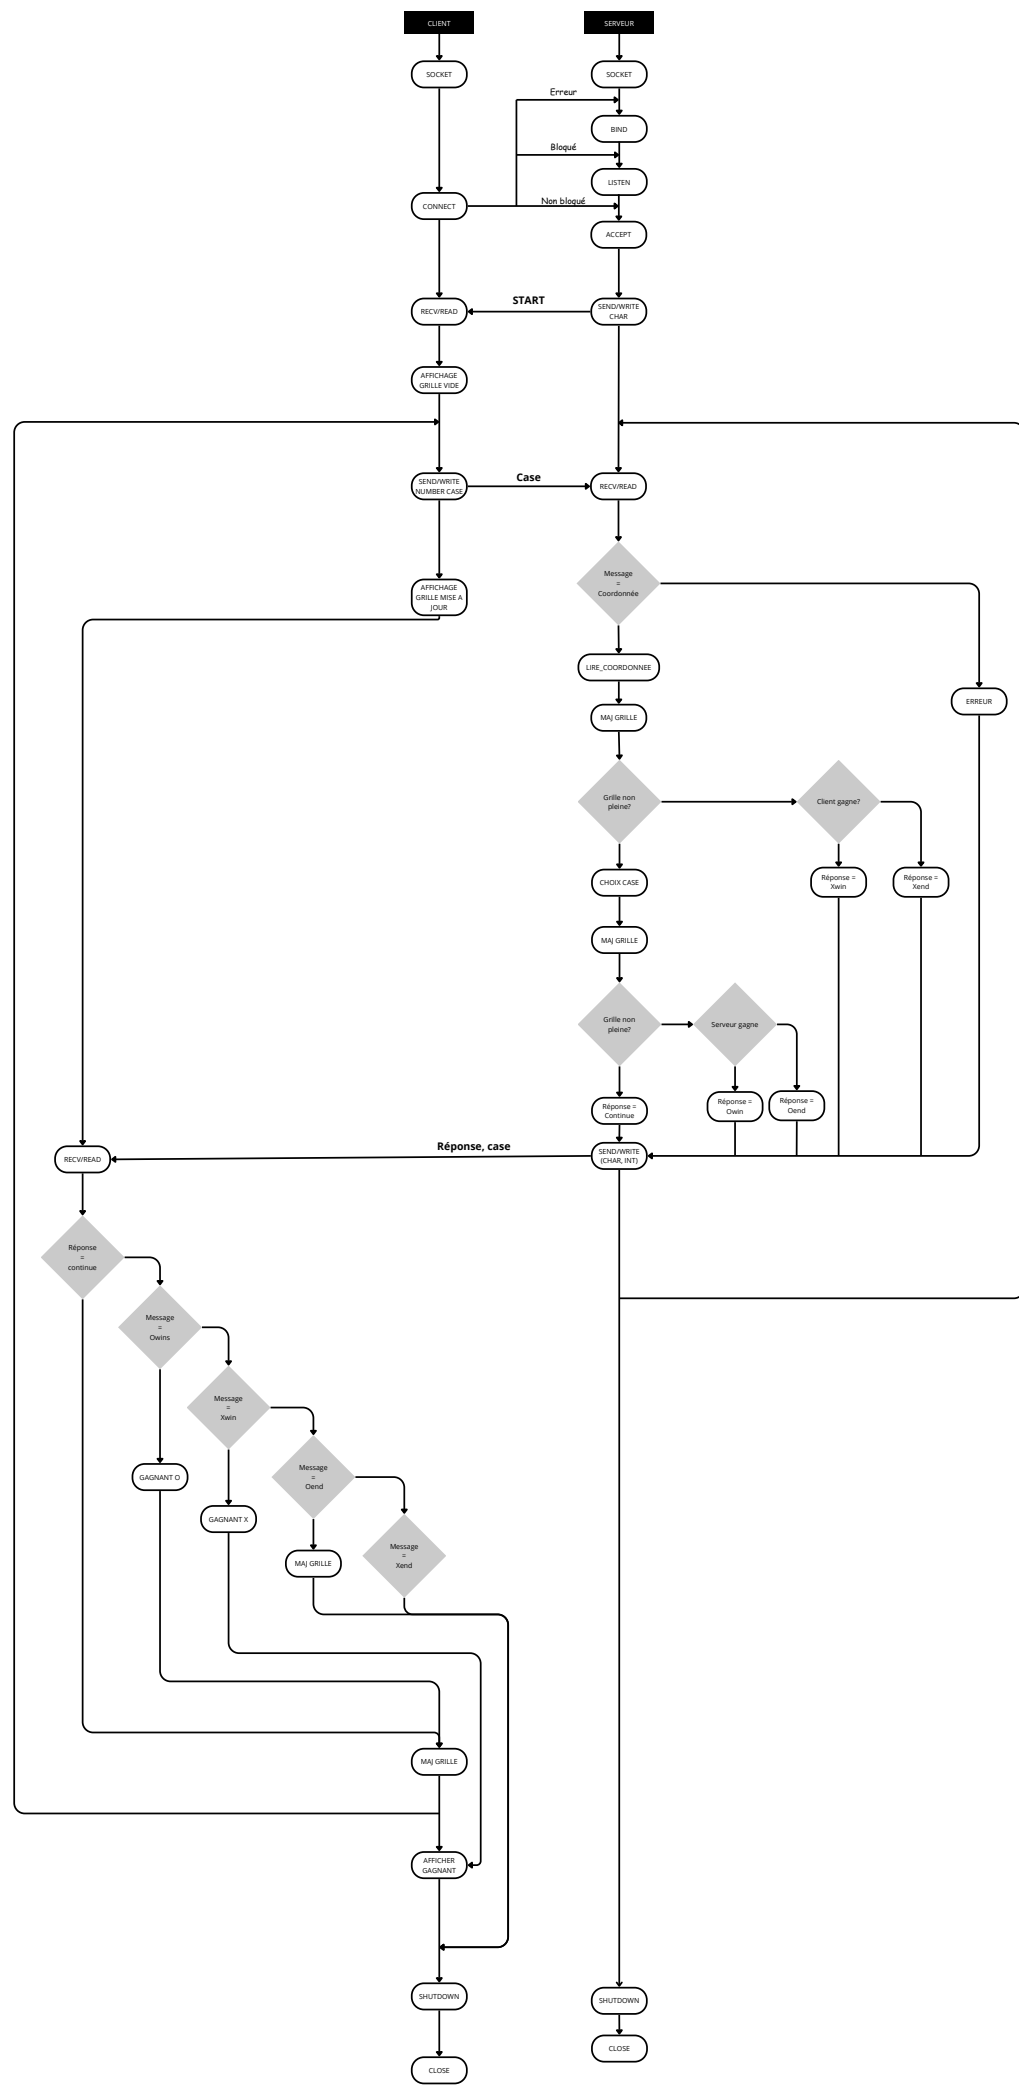 CLIENT
SERVEUR
SOCKET
SOCKET
Erreur
BIND
Bloqué
LISTEN
Non bloqué
CONNECT
ACCEPT
START
RECV/READ
SEND/WRITE
CHAR
AFFICHAGE
GRILLE VIDE
Case
SEND/WRITE
NUMBER CASE
RECV/READ
Message
=
Coordonnée
AFFICHAGE
GRILLE MISE A
JOUR
LIRE_COORDONNEE
ERREUR
MAJ GRILLE
Grille non
pleine?
Client gagne?
CHOIX CASE
Réponse =
Xwin
Réponse =
Xend
MAJ GRILLE
Grille non
pleine?
Serveur gagne
Réponse =
Continue
Réponse =
Owin
Réponse =
Oend
Réponse, case
RECV/READ
SEND/WRITE
(CHAR, INT)
Réponse
=
continue
Message
=
Owins
Message
=
Xwin
Message
=
Oend
GAGNANT O
GAGNANT X
Message
=
Xend
MAJ GRILLE
MAJ GRILLE
AFFICHER
GAGNANT
SHUTDOWN
SHUTDOWN
CLOSE
CLOSE